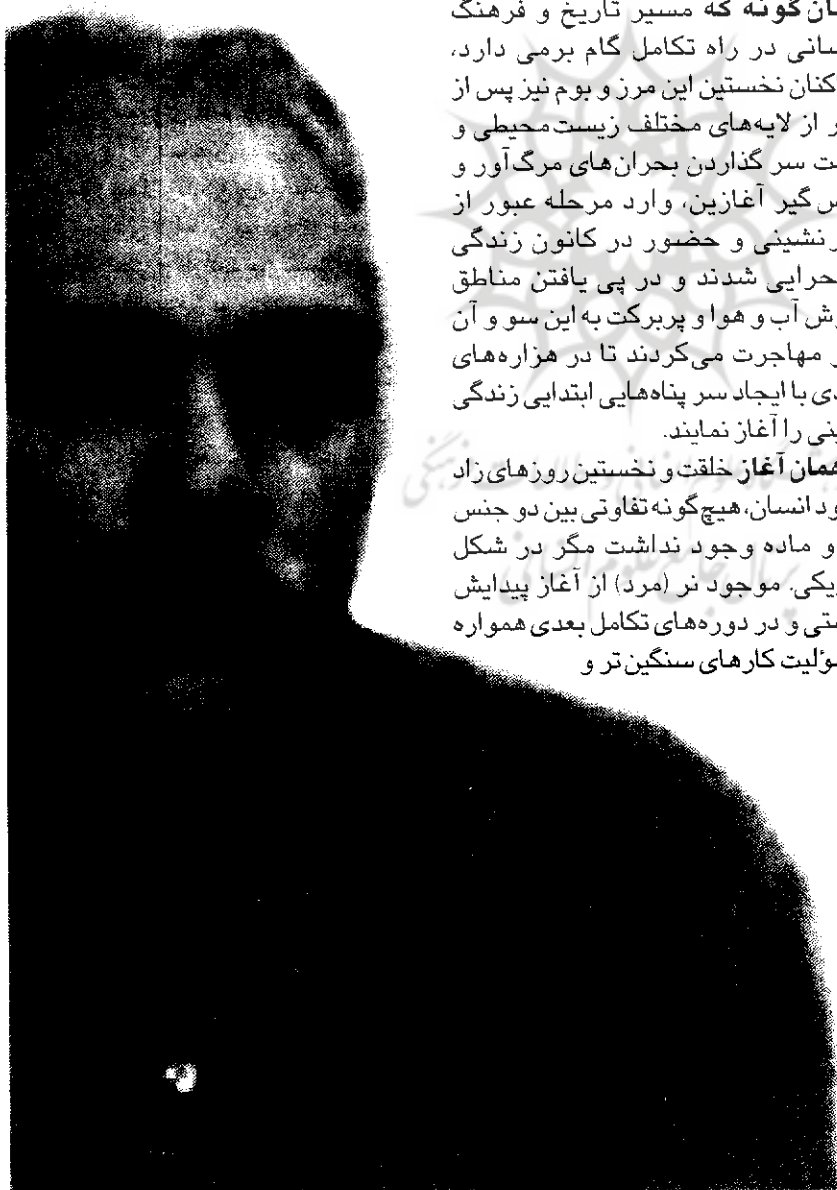 ان گونه که مسیر تاریخ و فرهنگ
سانی در راه تکامل گام برمی دارد،
کنان نخستین این مرز و بوم نیز پس از
ر از لایه‌های مختلف زیست‌محیطی و
ت سر گذاردن بحران‌های مرگ‌آور و
س گیر آغازین، وارد مرحله عبور از
ر نشینی و حضور در کانون زندگی
حرایی شدند و در پی یافتن مناطق
ش آب و هوا و پربرکت به این سو و آن
ر مهاجرت می‌کردند تا در هزاره‌های
دی با ایجاد سر پناه‌هایی ابتدایی زندگی
ینی را آغاز نمایند.
همان آغاز خلقت و نخستین روزهای زاد
ود انسان، هیچ‌گونه تفاوتی بین دو جنس
و ماده وجود نداشت مگر در شکل
یکی. موجود نر (مرد) از آغاز پیدایش
تی و در دوره‌های تکامل بعدی همواره
ؤلیت کارهای سنگین‌تر و
پرتال جامع علوم انسانی